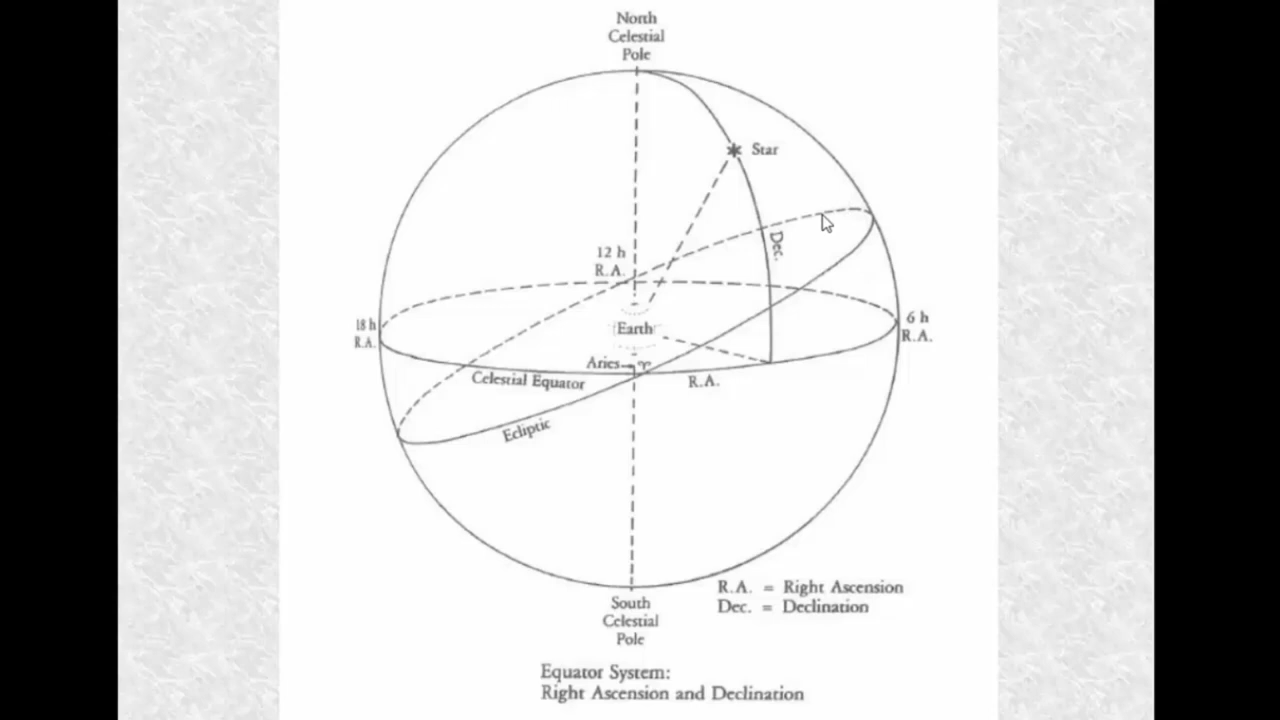 North
Celestial
Pole
Star
Dec.
12 h
R.A.
18 h
R.A.
6 h
R.A.
Earth
Aries
♈
Celestial Equator
R.A.
Ecliptic
R.A. = Right Ascension
Dec. = Declination
South
Celestial
Pole
Equator System:
Right Ascension and Declination